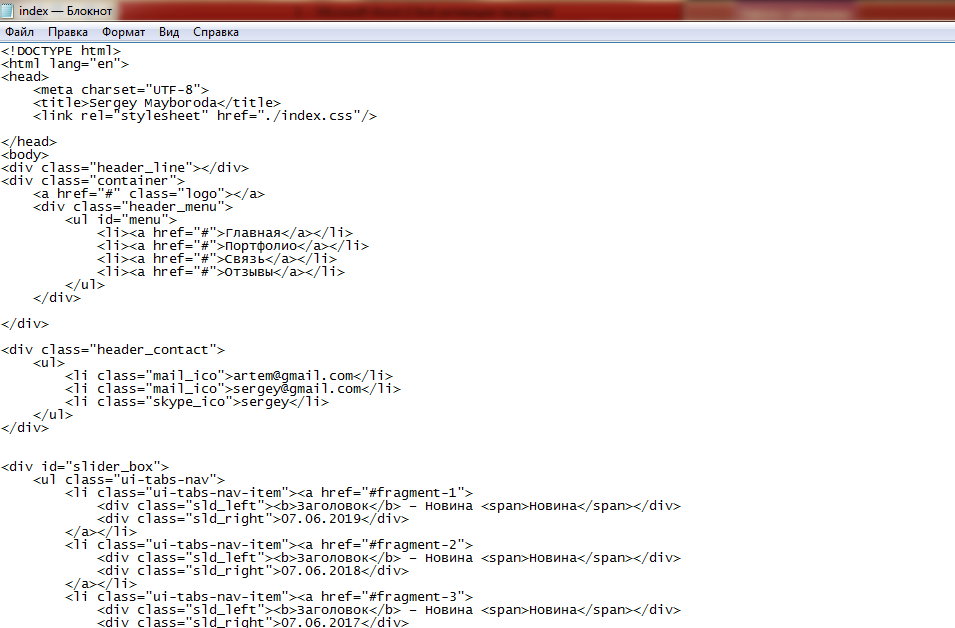 index — Блокнот
Файл Правка Формат Вид Справка
<!DOCTYPE html>
<html lang="en">
<head>
    <meta charset="UTF-8">
    <title>Sergey Mayboroda</title>
    <link rel="stylesheet" href="./index.css"/>

</head>
<body>
<div class="header_line"></div>
<div class="container">
    <a href="#" class="logo"></a>
    <div class="header_menu">
        <ul id="menu">
            <li><a href="#">Главная</a></li>
            <li><a href="#">Портфолио</a></li>
            <li><a href="#">Связь</a></li>
            <li><a href="#">Отзывы</a></li>
        </ul>
    </div>

</div>

<div class="header_contact">
    <ul>
        <li class="mail_ico">artem@gmail.com</li>
        <li class="mail_ico">sergey@gmail.com</li>
        <li class="skype_ico">sergey</li>
    </ul>
</div>


<div id="slider_box">
    <ul class="ui-tabs-nav">
        <li class="ui-tabs-nav-item"><a href="#fragment-1">
            <div class="sld_left"><b>Заголовок</b> – Новина <span>Новина</span></div>
            <div class="sld_right">07.06.2019</div>
        </a></li>
        <li class="ui-tabs-nav-item"><a href="#fragment-2">
            <div class="sld_left"><b>Заголовок</b> – Новина <span>Новина</span></div>
            <div class="sld_right">07.06.2018</div>
        </a></li>
        <li class="ui-tabs-nav-item"><a href="#fragment-3">
            <div class="sld_left"><b>Заголовок</b> – Новина <span>Новина</span></div>
            <div class="sld_right">07.06.2017</div>